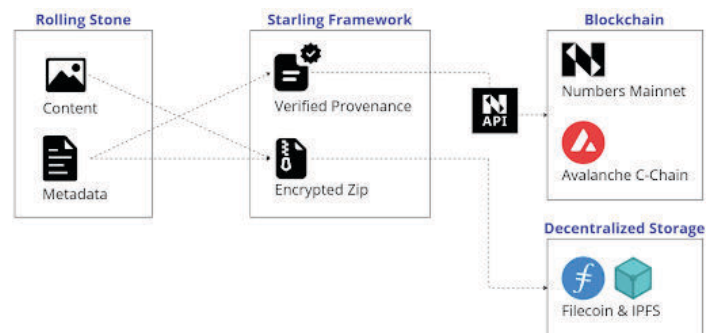 Rolling Stone
Content
Metadata
Starling Framework
Verified Provenance
Encrypted Zip
N
API
Blockchain
Numbers Mainnet
Avalanche C-Chain
Decentralized Storage
Filecoin & IPFS